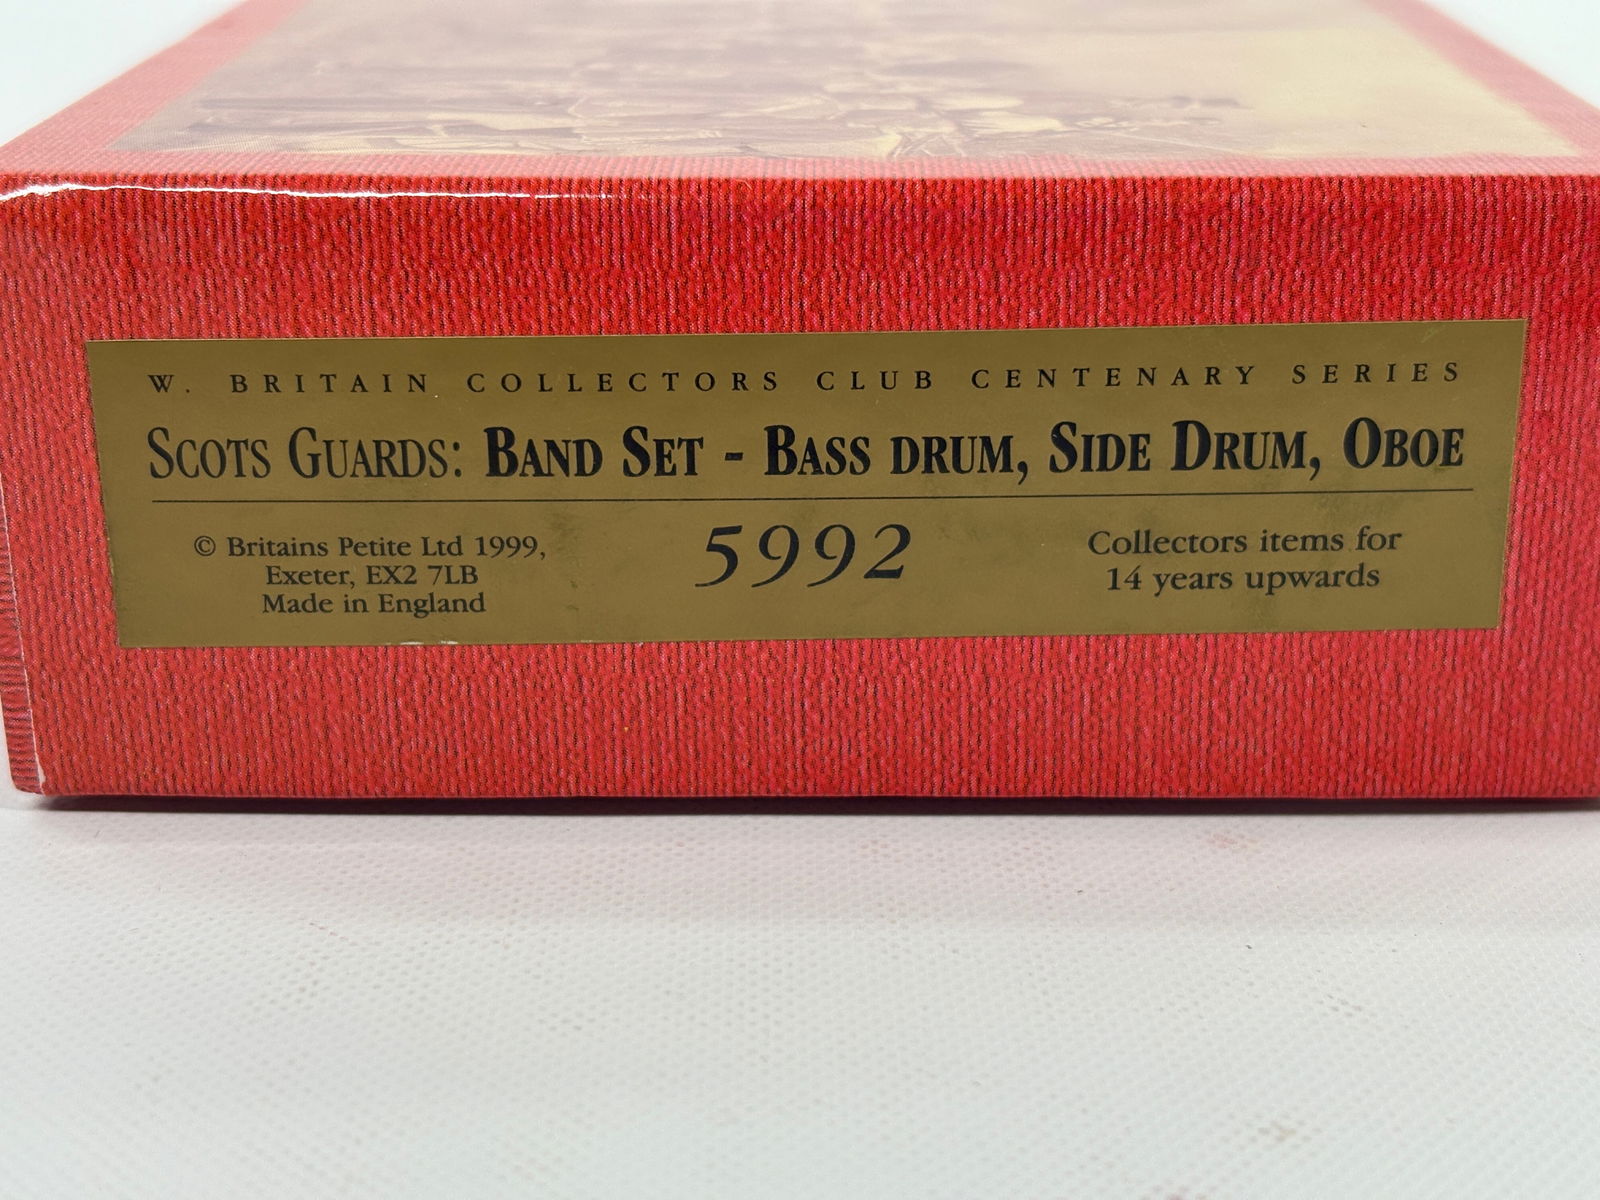 W. BRITAIN COLLECTORS CLUB CENTENARY SERIES
SCOTS GUARDS: BAND SET - BASS DRUM, SIDE DRUM, OBOE
© Britains Petite Ltd 1999,
Exeter, EX2 7LB
Made in England
5992
Collectors items for
14 years upwards